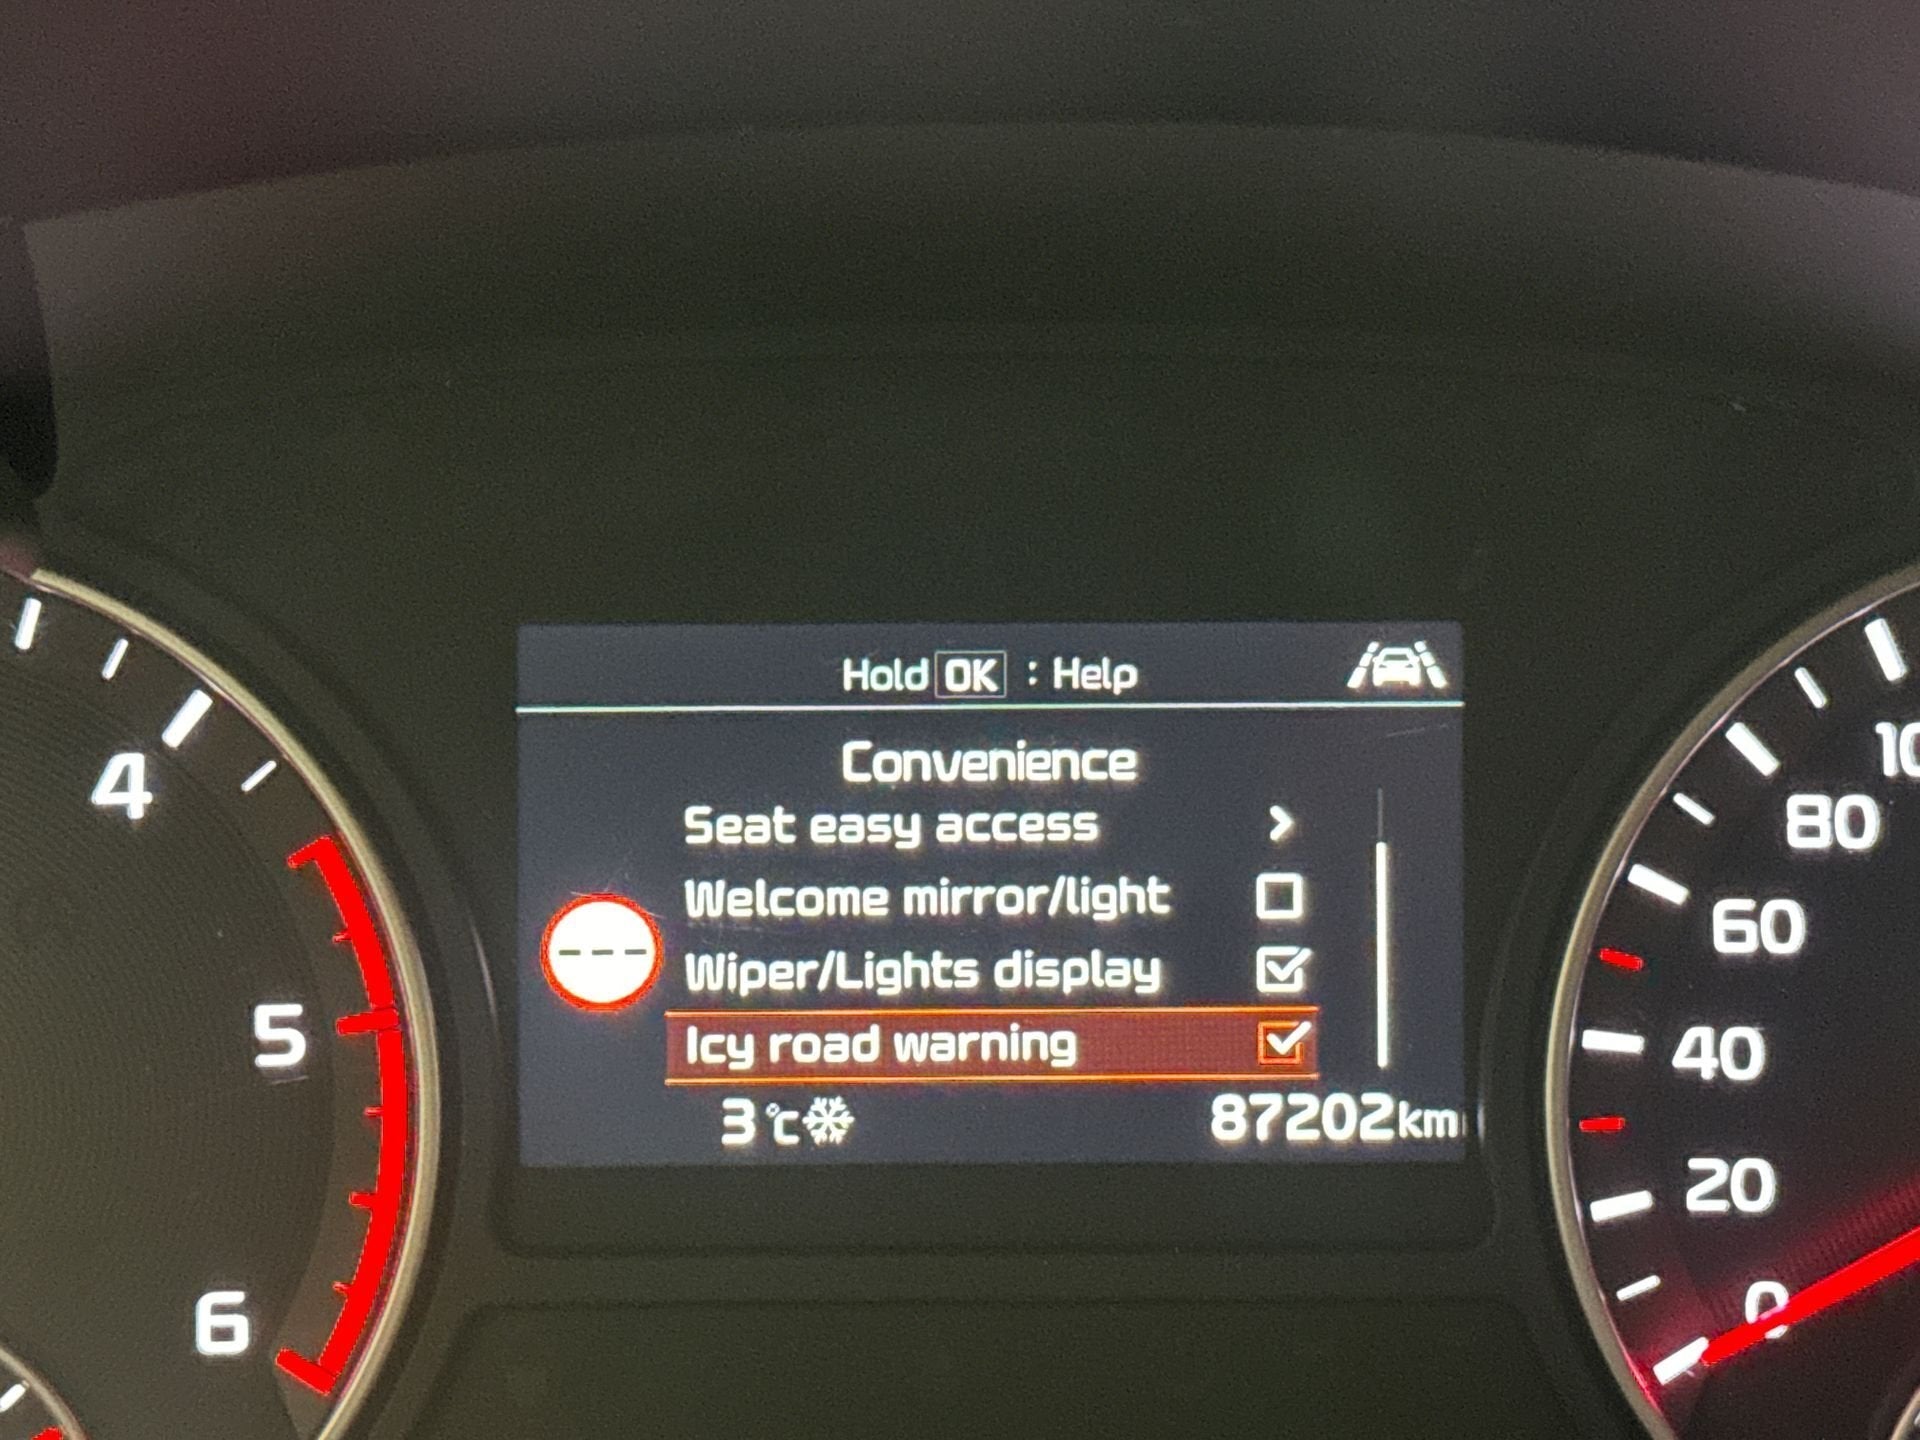 Hold OK : Help
Convenience
Seat easy access
Welcome mirror/light
Wiper/Lights display
Icy road warning
3 °C
87202km
4
5
6
80
60
40
20
0